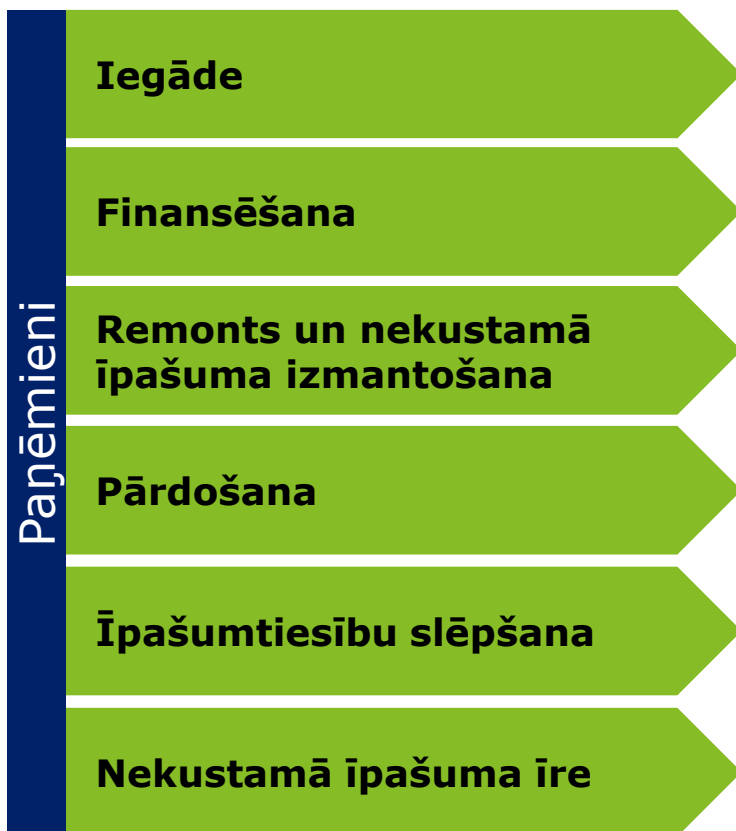 Paņēmieni
Iegāde
Finansēšana
Remonts un nekustamā
īpašuma izmantošana
Pārdošana
Īpašumtiesību slēpšana
Nekustamā īpašuma īre